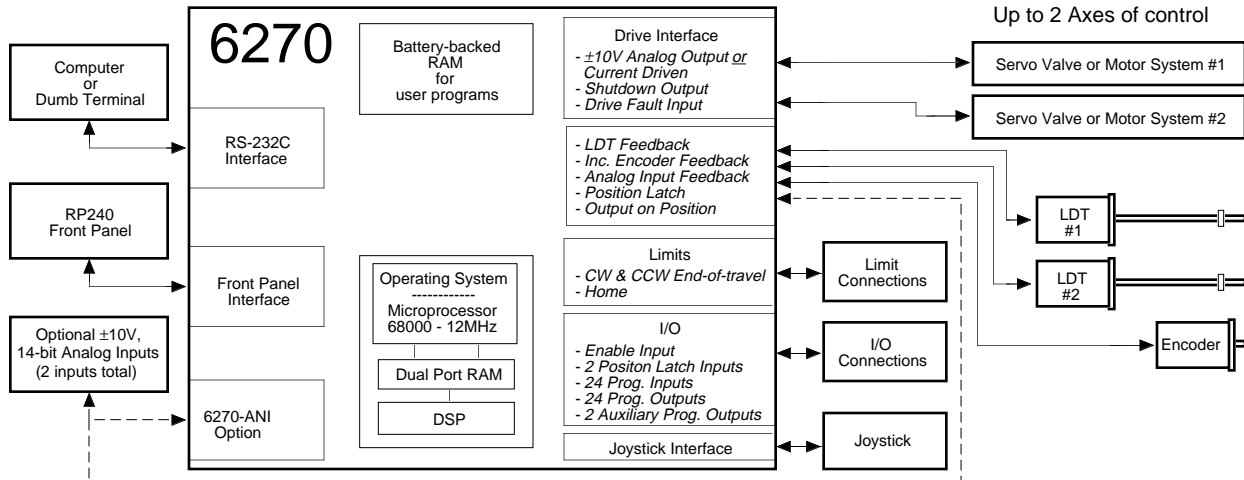 Up to 2 Axes of control
Computer
or
Dumb Terminal
RP240
Front Panel
Optional ±10V,
14-bit Analog Inputs
(2 inputs total)
6270
RS-232C
Interface
Front Panel
Interface
6270-ANI
Option
Battery-backed
RAM
for
user programs
Operating System
------------
Microprocessor
68000 - 12MHz
Dual Port RAM
DSP
Drive Interface
- ±10V Analog Output or
Current Driven
- Shutdown Output
- Drive Fault Input
- LDT Feedback
- Inc. Encoder Feedback
- Analog Input Feedback
- Position Latch
- Output on Position
Limits
- CW & CCW End-of-travel
- Home
I/O
- Enable Input
- 2 Positon Latch Inputs
- 24 Prog. Inputs
- 24 Prog. Outputs
- 2 Auxiliary Prog. Outputs
Joystick Interface
Servo Valve or Motor System #1
Servo Valve or Motor System #2
LDT
#1
LDT
#2
Encoder
Limit
Connections
I/O
Connections
Joystick